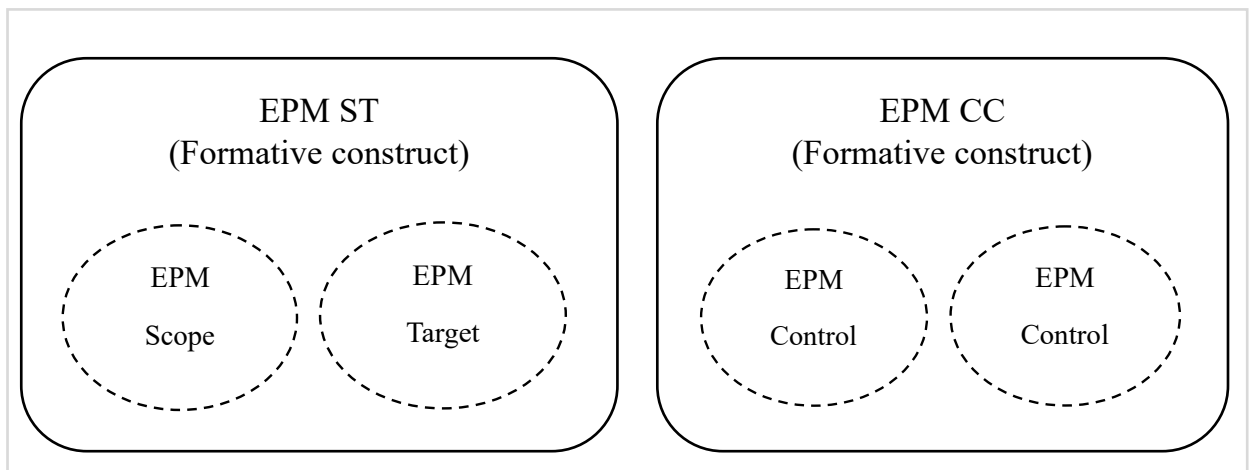 EPM ST
(Formative construct)
EPM
Scope
EPM
Target
EPM CC
(Formative construct)
EPM
Control
EPM
Control